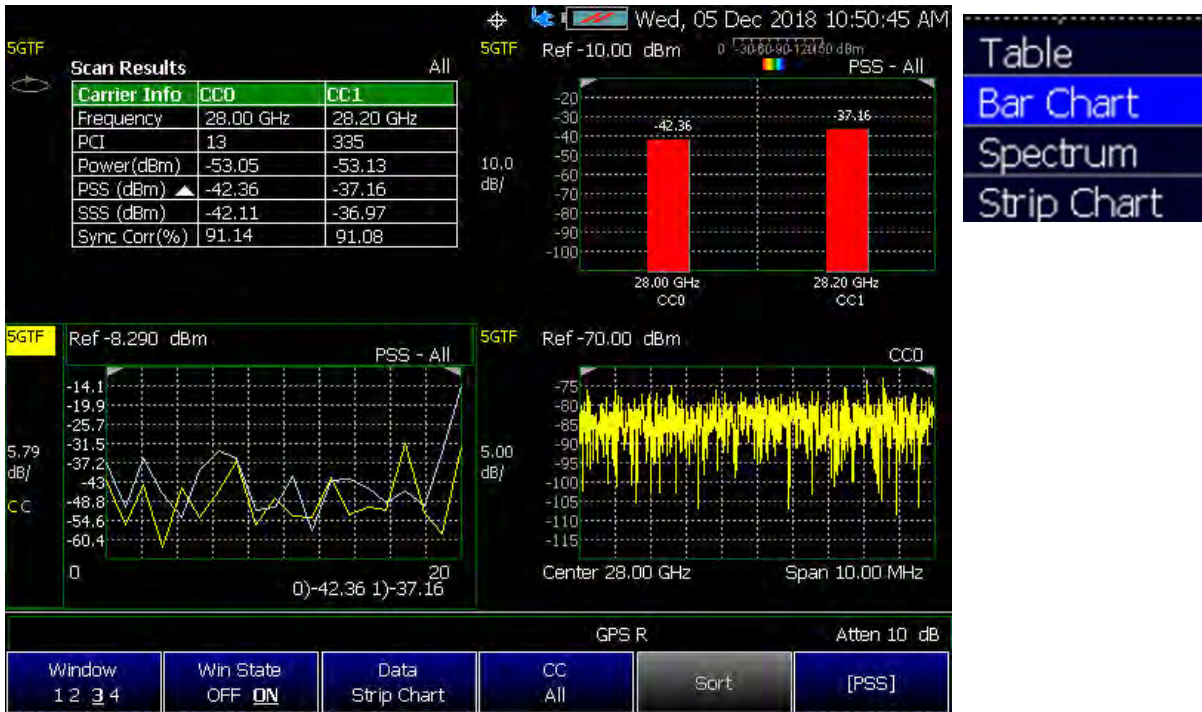 Wed, 05 Dec 2018 10:50:45 AM
5GTF
Scan Results All
Carrier Info CC0 CC1
Frequency 28.00 GHz 28.20 GHz
PCI 13 335
Power(dBm) -53.05 -53.13
PSS (dBm) -42.36 -37.16
SSS (dBm) -42.11 -36.97
Sync Corr(%) 91.14 91.08
5GTF Ref -10.00 dBm 0 -30-60-90-120-150 dBm
PSS - All
-20
-30
-40
-50
-60
-70
-80
-90
-100
10.0
dB/
-42.36
-37.16
28.00 GHz 28.20 GHz
CC0 CC1
5GTF Ref -8.290 dBm
PSS - All
-14.1
-19.9
-25.7
-31.5
-37.2
-43
-48.8
-54.6
-60.4
5.79
dB/
CC
0 20
0)-42.36 1)-37.16
5GTF Ref -70.00 dBm
CC0
-75
-80
-85
-90
-95
-100
-105
-110
-115
5.00
dB/
Center 28.00 GHz Span 10.00 MHz
GPS R Atten 10 dB
Window Win State Data CC Sort [PSS]
1 2 3 4 OFF ON Strip Chart All
Table
Bar Chart
Spectrum
Strip Chart